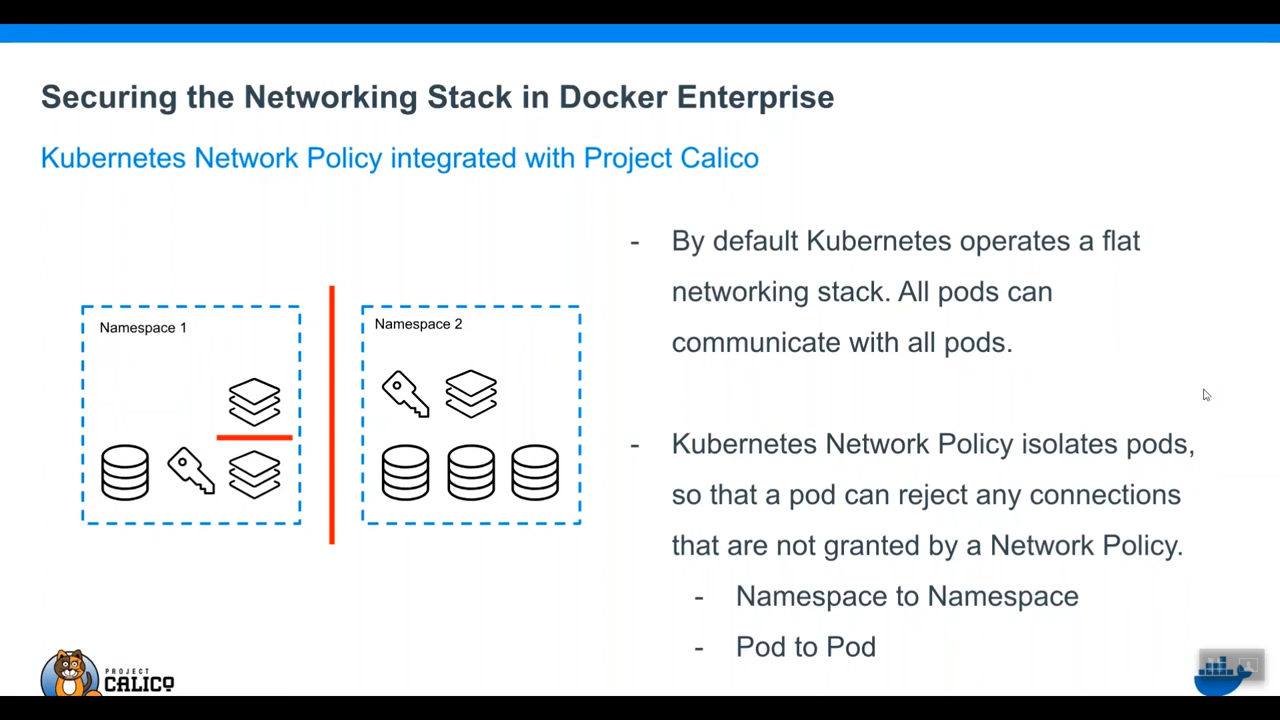 Securing the Networking Stack in Docker Enterprise
Kubernetes Network Policy integrated with Project Calico
Namespace 1
Namespace 2
- By default Kubernetes operates a flat
networking stack. All pods can
communicate with all pods.
- Kubernetes Network Policy isolates pods,
so that a pod can reject any connections
that are not granted by a Network Policy.
- Namespace to Namespace
- Pod to Pod
PROJECT
CALICO